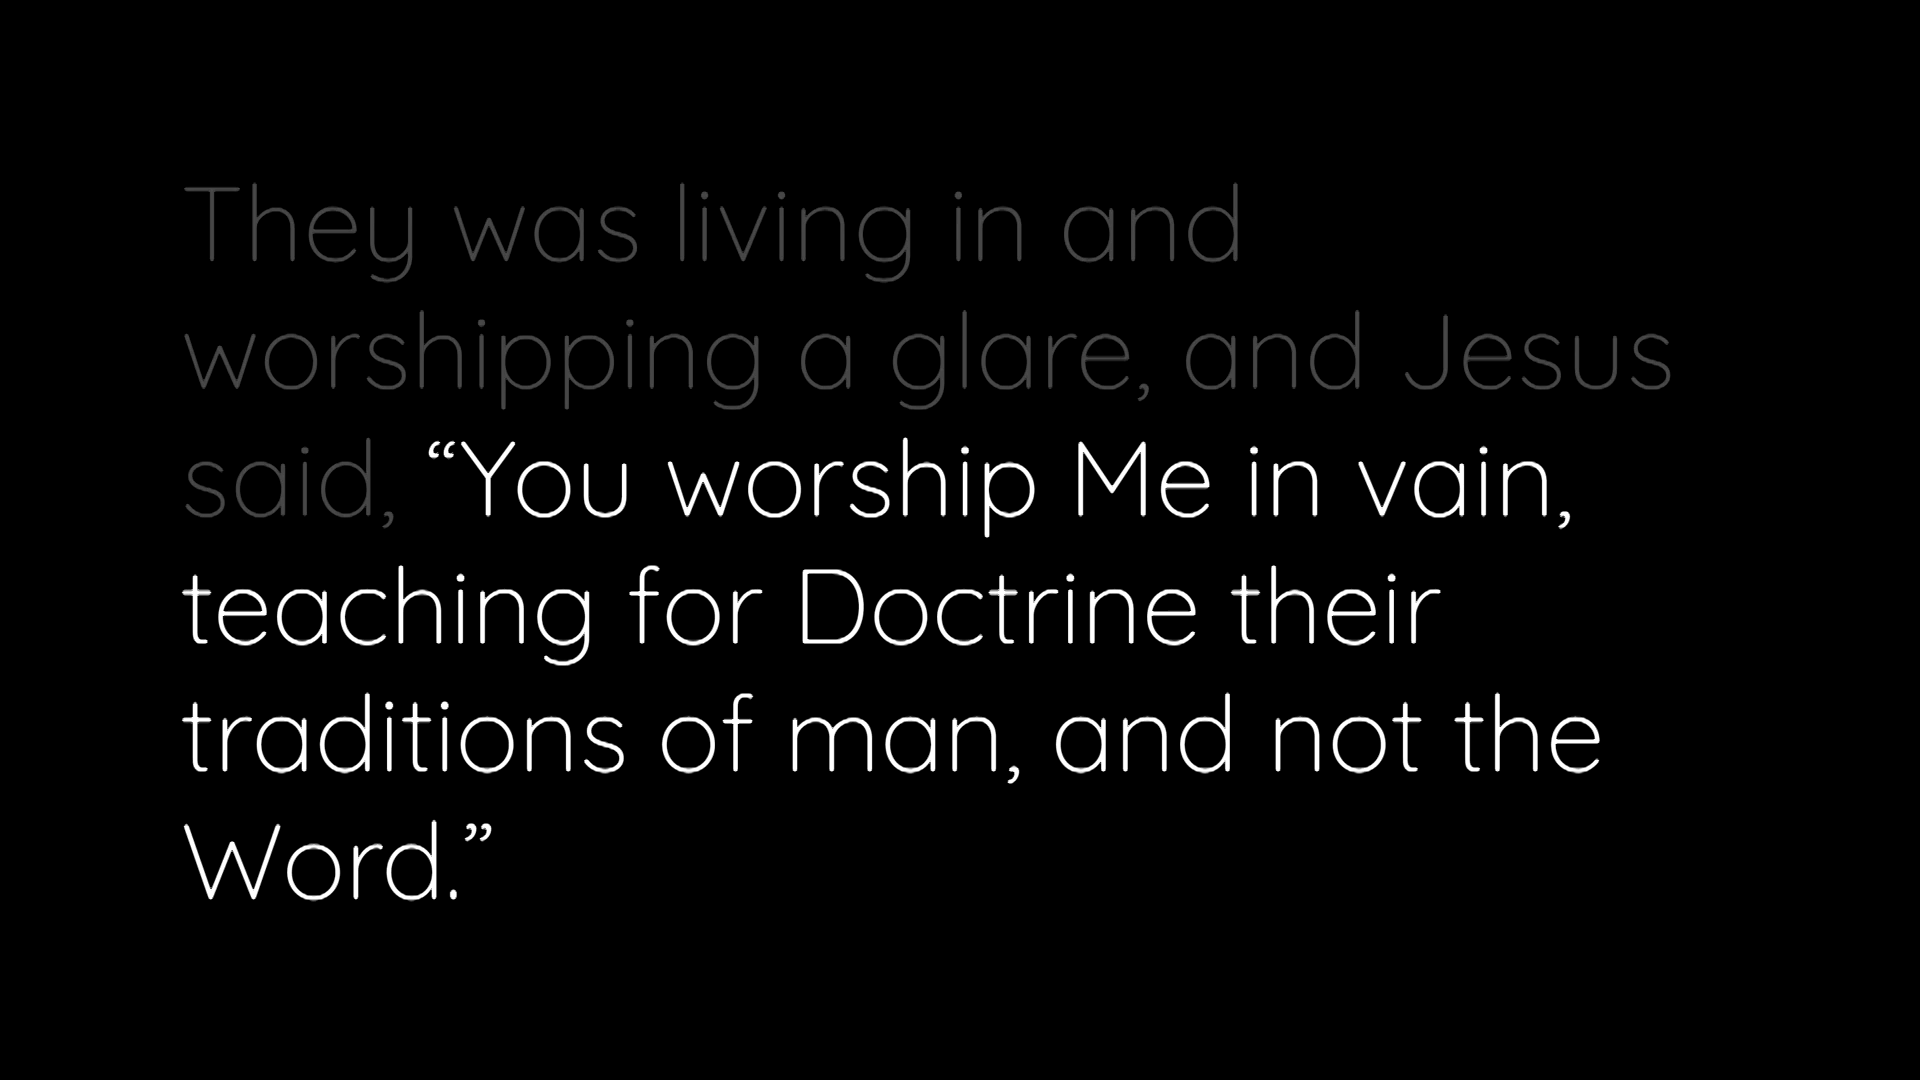 They was living in and
worshipping a glare, and Jesus
said, “You worship Me in vain,
teaching for Doctrine their
traditions of man, and not the
Word.”